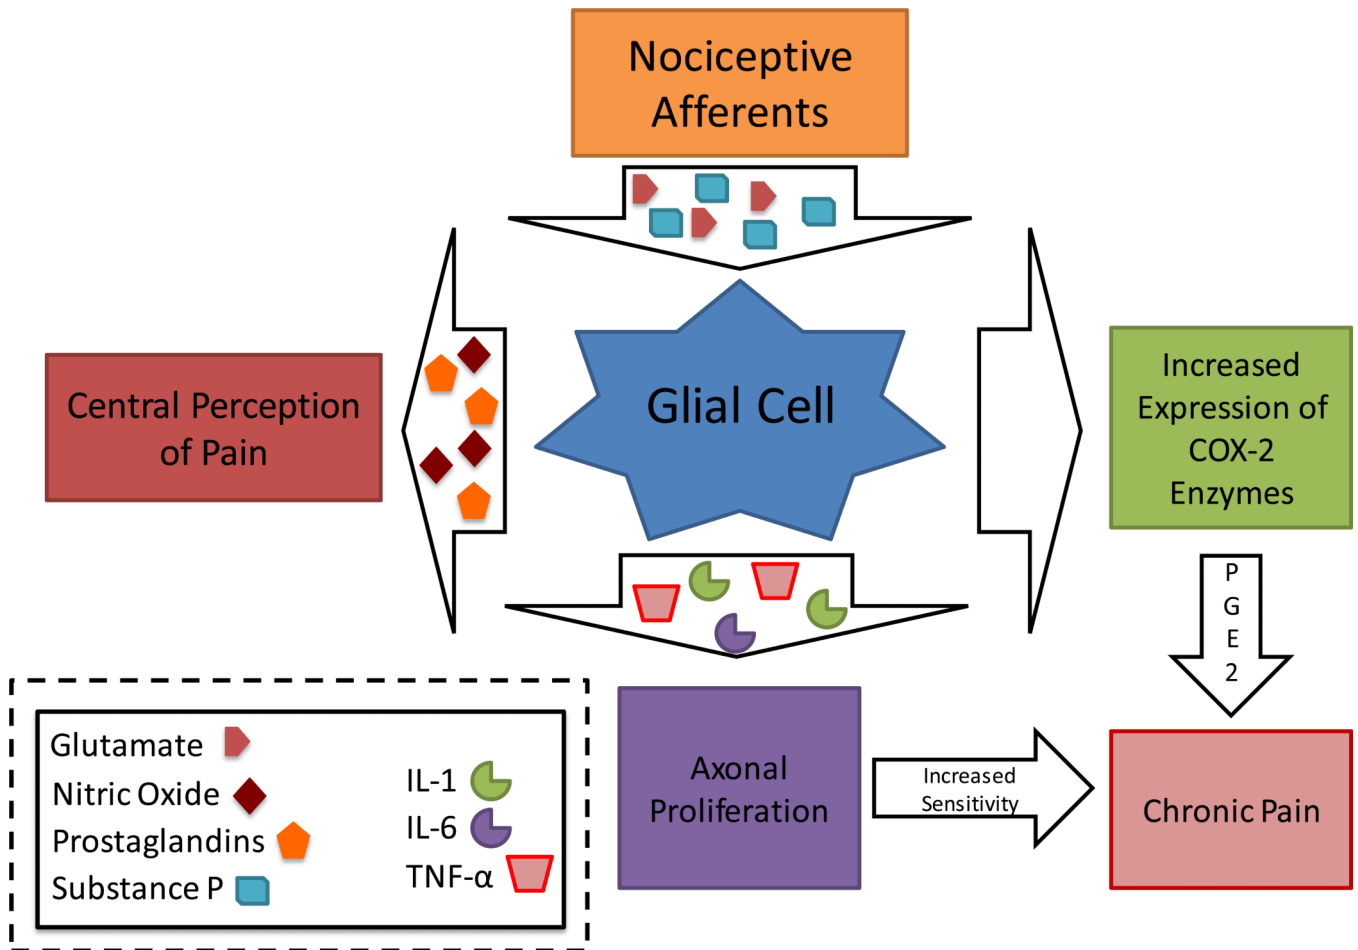 Nociceptive
Afferents
Central Perception
of Pain
Glial Cell
Increased
Expression of
COX-2
Enzymes
P
G
E
2
Axonal
Proliferation
Increased
Sensitivity
Chronic Pain
Glutamate
Nitric Oxide
Prostaglandins
Substance P
IL-1
IL-6
TNF-α